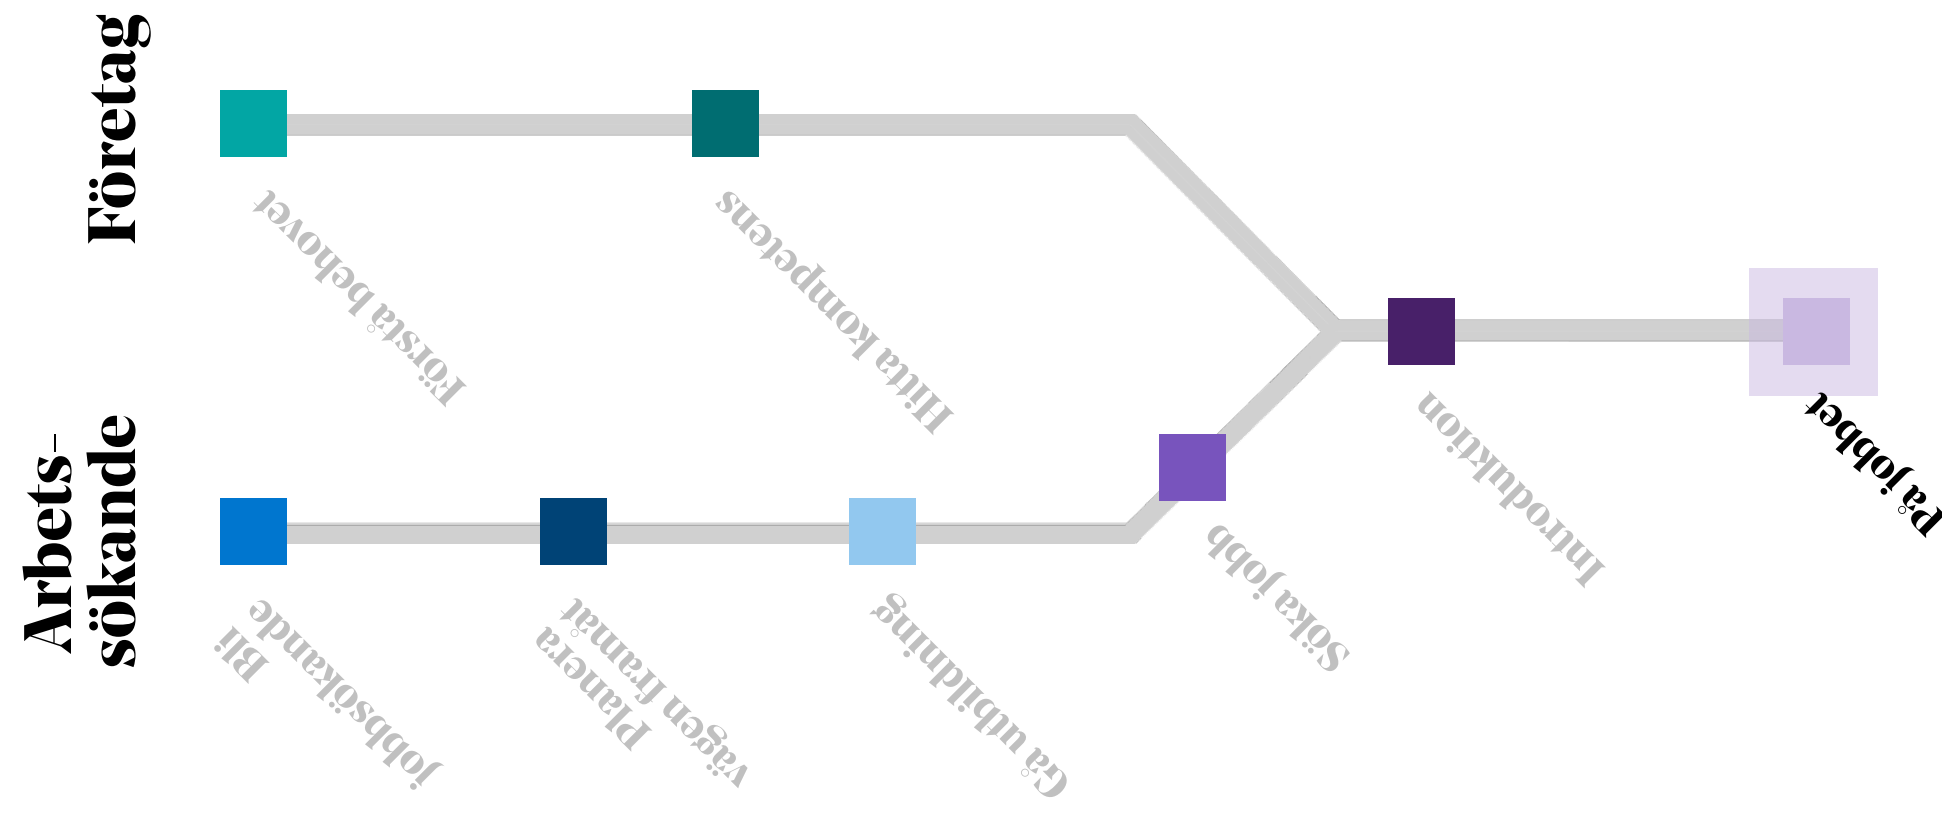 Företag
Förstå behovet
Hitta kompetens
Introduktion
På jobbet
Arbets-
sökande
Bli
jobbsökande
Planera
vägen framåt
Gå utbildning
Söka jobb